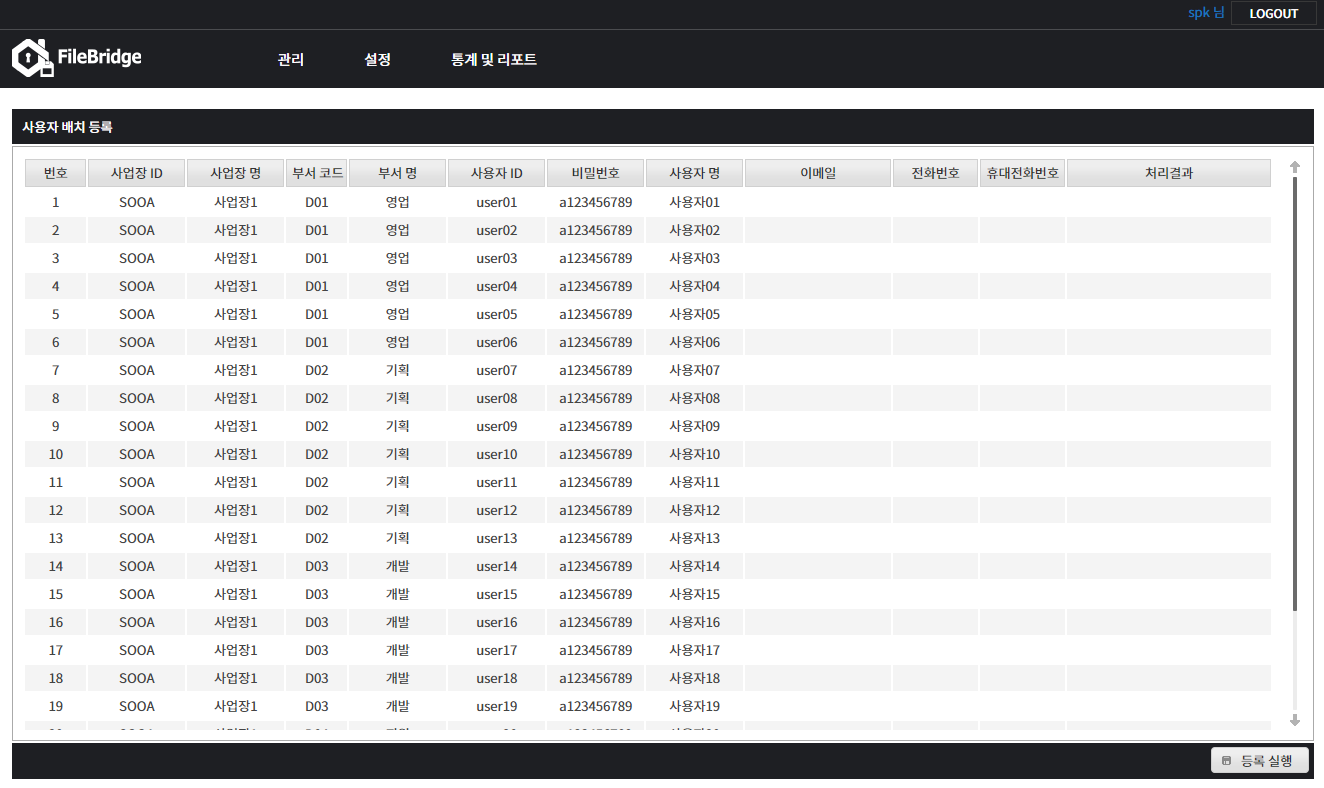 spk 님 LOGOUT
FileBridge 관리 설정 통계 및 리포트
사용자 배치 등록
번호 사업장 ID 사업장 명 부서 코드 부서 명 사용자 ID 비밀번호 사용자 명 이메일 전화번호 휴대전화번호 처리결과
1 SOOA 사업장1 D01 영업 user01 a123456789 사용자01
2 SOOA 사업장1 D01 영업 user02 a123456789 사용자02
3 SOOA 사업장1 D01 영업 user03 a123456789 사용자03
4 SOOA 사업장1 D01 영업 user04 a123456789 사용자04
5 SOOA 사업장1 D01 영업 user05 a123456789 사용자05
6 SOOA 사업장1 D01 영업 user06 a123456789 사용자06
7 SOOA 사업장1 D02 기획 user07 a123456789 사용자07
8 SOOA 사업장1 D02 기획 user08 a123456789 사용자08
9 SOOA 사업장1 D02 기획 user09 a123456789 사용자09
10 SOOA 사업장1 D02 기획 user10 a123456789 사용자10
11 SOOA 사업장1 D02 기획 user11 a123456789 사용자11
12 SOOA 사업장1 D02 기획 user12 a123456789 사용자12
13 SOOA 사업장1 D02 기획 user13 a123456789 사용자13
14 SOOA 사업장1 D03 개발 user14 a123456789 사용자14
15 SOOA 사업장1 D03 개발 user15 a123456789 사용자15
16 SOOA 사업장1 D03 개발 user16 a123456789 사용자16
17 SOOA 사업장1 D03 개발 user17 a123456789 사용자17
18 SOOA 사업장1 D03 개발 user18 a123456789 사용자18
19 SOOA 사업장1 D03 개발 user19 a123456789 사용자19
등록 실행